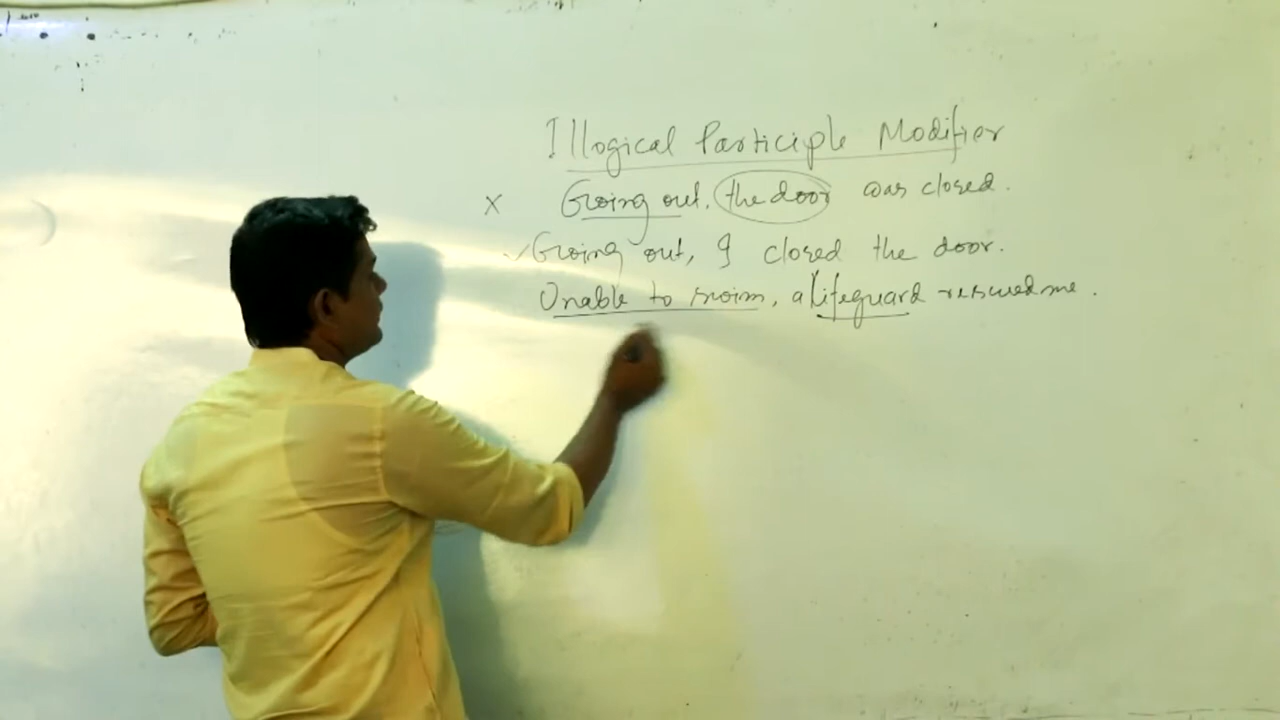 Illogical Participle Modifier
x Going out, the door was closed.
✓ Going out, I closed the door.
Unable to swim, a lifeguard rescued me.